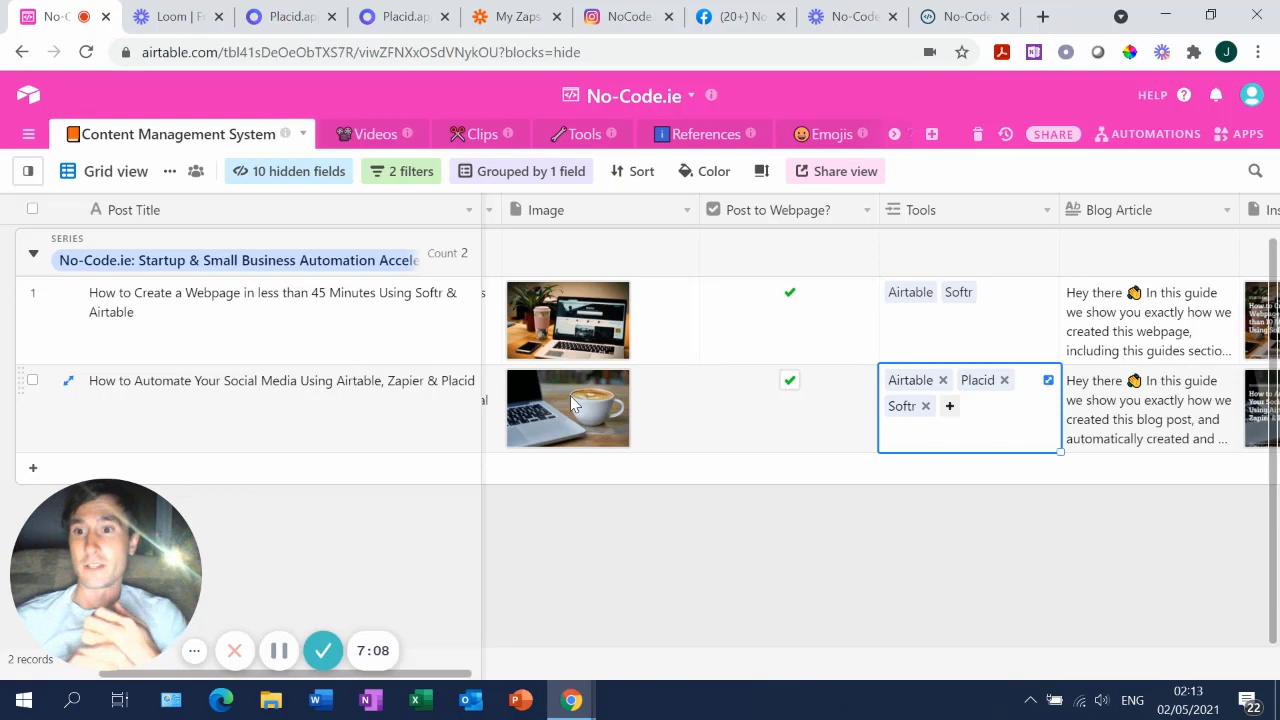 No-C
Loom | F
Placid.ap
Placid.ap
My Zaps
NoCode
(20+) No
No-Code
No-Code
airtable.com/tbl41sDeOeObTXS7R/viwZFNXxOSdVNykOU?blocks=hide
J
No-Code.ie
HELP
Content Management System
Videos
Clips
Tools
References
Emojis
SHARE
AUTOMATIONS
APPS
Grid view
10 hidden fields
2 filters
Grouped by 1 field
Sort
Color
Share view
Post Title
Image
Post to Webpage?
Tools
Blog Article
Ins
SERIES
No-Code.ie: Startup & Small Business Automation Accele
Count 2
1
How to Create a Webpage in less than 45 Minutes Using Softr &
Airtable
s
Airtable
Softr
Hey there 👋 In this guide
we show you exactly how we
created this webpage,
including this guides sectio...
How to Automate Your Social Media Using Airtable, Zapier & Placid
al
Airtable
Placid
Softr
Hey there 👋 In this guide
we show you exactly how we
created this blog post, and
automatically created and ...
2 records
7:08
ENG
02:13
02/05/2021
22